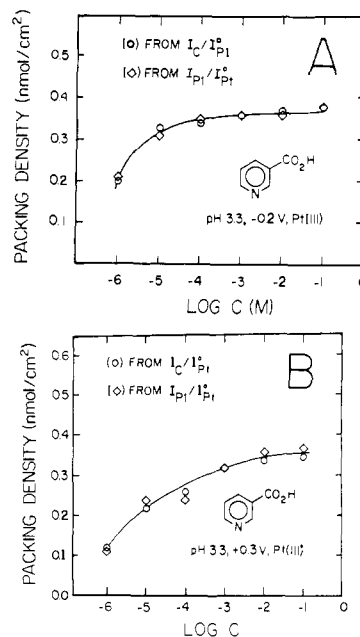 A
(o) FROM I_C/I°_Pt
(◇) FROM I_Pt/I°_Pt
PACKING DENSITY (nmol/cm²)
0.5
0.4
0.3
0.2
0.1
CO₂H
N
pH 3.3, -0.2 V, Pt(III)
-6 -5 -4 -3 -2 -1 0
LOG C (M)
B
(o) FROM I_C/I°_Pt
(◇) FROM I_Pt/I°_Pt
PACKING DENSITY (nmol/cm²)
0.6
0.5
0.4
0.3
0.2
0.1
0.0
CO₂H
N
pH 3.3, +0.3 V, Pt(III)
-6 -5 -4 -3 -2 -1 0
LOG C